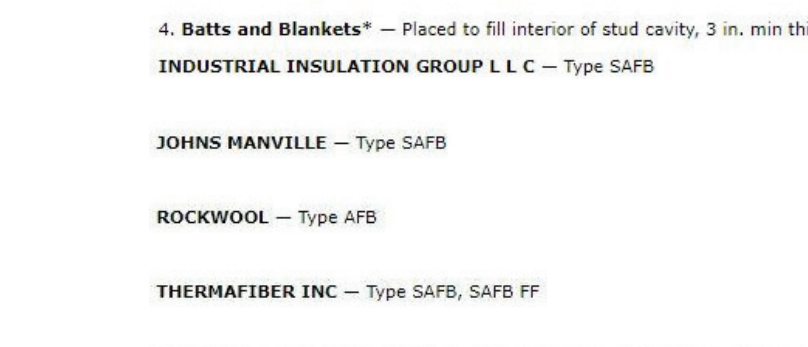 4. Batts and Blankets* — Placed to fill interior of stud cavity, 3 in. min
INDUSTRIAL INSULATION GROUP L L C — Type SAFB
JOHNS MANVILLE — Type SAFB
ROCKWOOL — Type AFB
THERMAFIBER INC — Type SAFB, SAFB FF